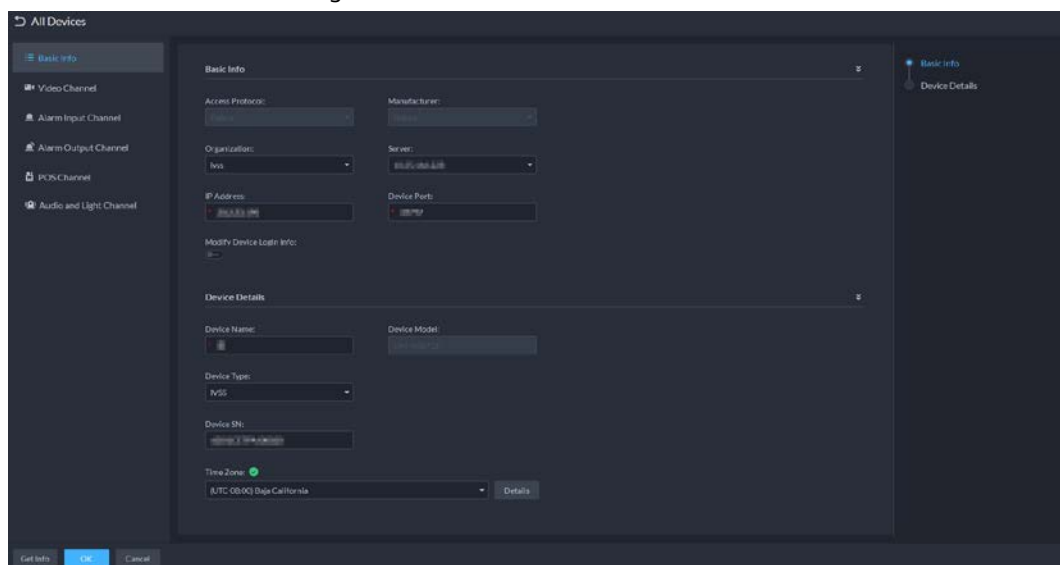 All Devices
Basic Info
Video Channel
Alarm Input Channel
Alarm Output Channel
POS Channel
Audio and Light Channel
Basic Info
Access Protocol: Manufacturer:
Organization: Server:
IP Address: Device Port:
Modify Device Login Info:
Device Details
Device Name: Device Model:
Device Type:
IVSS
Device SN:
Time Zone:
(UTC-08:00) Baja California Details
Basic Info
Device Details
Get Info OK Cancel